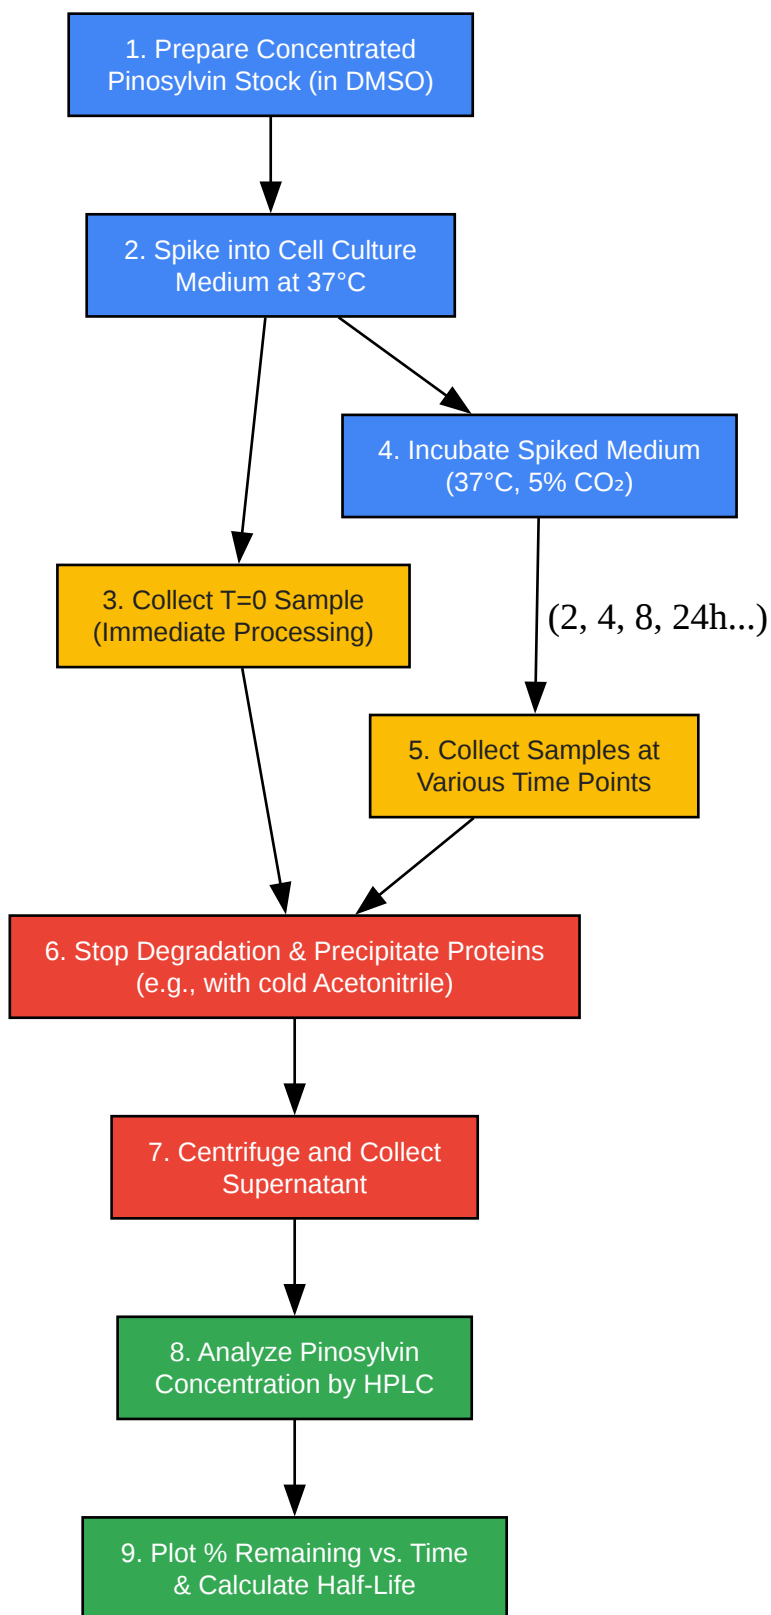 1. Prepare Concentrated
Pinosylvin Stock (in DMSO)
2. Spike into Cell Culture
Medium at 37°C
4. Incubate Spiked Medium
(37°C, 5% CO₂)
3. Collect T=0 Sample
(Immediate Processing)
(2, 4, 8, 24h...)
5. Collect Samples at
Various Time Points
6. Stop Degradation & Precipitate Proteins
(e.g., with cold Acetonitrile)
7. Centrifuge and Collect
Supernatant
8. Analyze Pinosylvin
Concentration by HPLC
9. Plot % Remaining vs. Time
& Calculate Half-Life